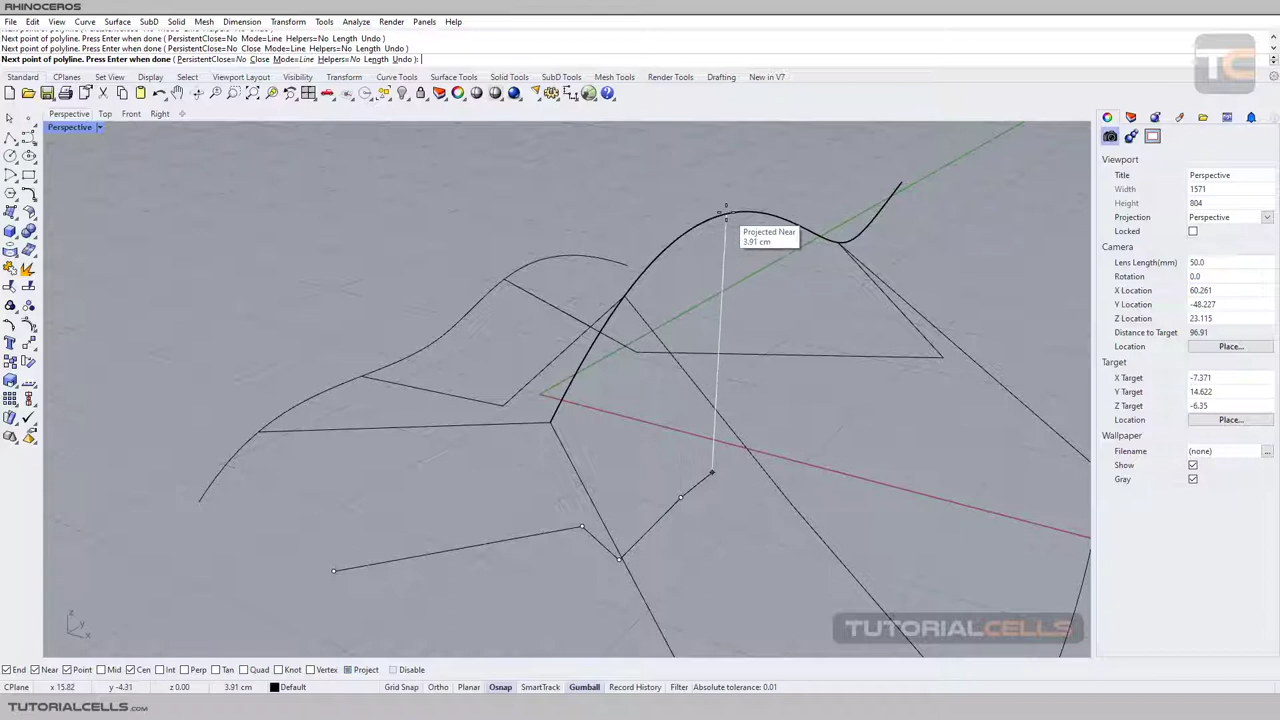 RHINOCEROS
File Edit View Curve Surface SubD Solid Mesh Dimension Transform Tools Analyze Render Panels Help
Next point of polyline. Press Enter when done ( PersistentClose=No Mode=Line Helpers=No Length Undo )
Next point of polyline. Press Enter when done ( PersistentClose=No Close Mode=Line Helpers=No Length Undo )
Next point of polyline. Press Enter when done ( PersistentClose=No Close Mode=Line Helpers=No Length Undo ):
TC
Standard CPlanes Set View Display Select Viewport Layout Visibility Transform Curve Tools Surface Tools Solid Tools SubD Tools Mesh Tools Render Tools Drafting New in V7
Perspective Top Front Right
Perspective
Projected Near
3.91 cm
z
y
x
Viewport
Title Perspective
Width 1571
Height 804
Projection Perspective
Locked
Camera
Lens Length(mm) 50.0
Rotation 0.0
X Location 60.261
Y Location -48.227
Z Location 23.115
Distance to Target 96.91
Location Place...
Target
X Target -7.371
Y Target 14.622
Z Target -6.35
Location Place...
Wallpaper
Filename (none) ...
Show
Gray
TUTORIALCELLS
End Near Point Mid Cen Int Perp Tan Quad Knot Vertex Project Disable
CPlane x 15.82 y -4.31 z 0.00 3.91 cm Default Grid Snap Ortho Planar Osnap SmartTrack Gumball Record History Filter Absolute tolerance: 0.01
TUTORIALCELLS.com